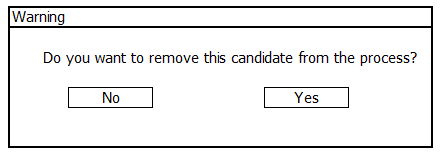 Warning
Do you want to remove this candidate from the process?
No Yes